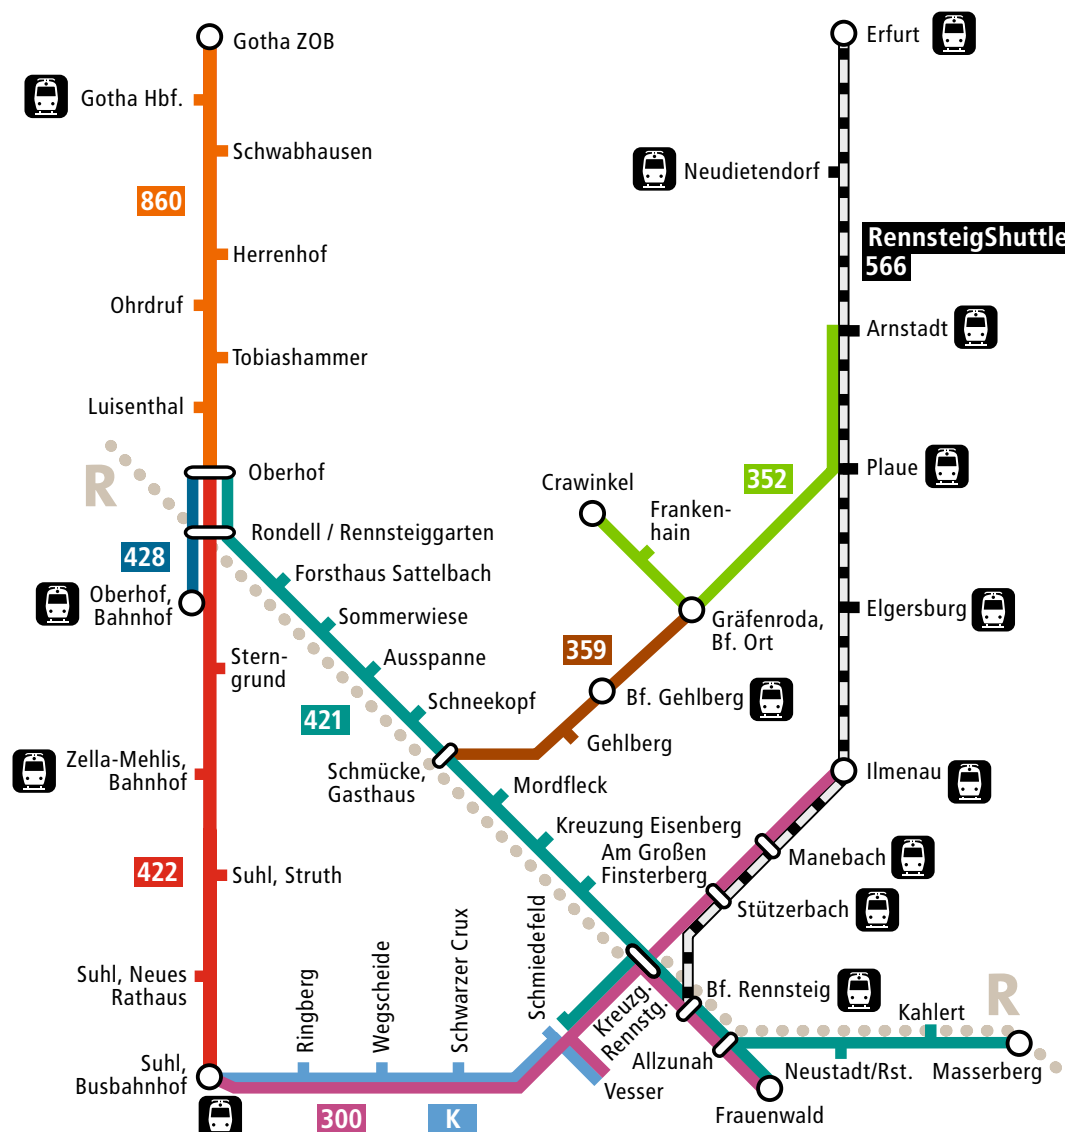 Gotha ZOB
Erfurt
Gotha Hbf.
Schwabhausen
Neudietendorf
860
RennsteigShuttle
566
Herrenhof
Ohrdruf
Arnstadt
Tobiashammer
Luisenthal
R
Oberhof
Plaue
352
Crawinkel
Franken-
hain
Rondell / Rennsteiggarten
428
Forsthaus Sattelbach
Oberhof,
Bahnhof
Sommerwiese
Elgersburg
Gräfenroda,
Bf. Ort
359
Stern-
grund
Ausspanne
Bf. Gehlberg
Schneekopf
421
Gehlberg
Zella-Mehlis,
Bahnhof
Schmücke,
Gasthaus
Ilmenau
Mordfleck
Kreuzung Eisenberg
Manebach
Am Großen
Finsterberg
422
Suhl, Struth
Stützerbach
Suhl, Neues
Rathaus
Ringberg
Wegscheide
Schwarzer Crux
Schmiedefeld
Kreuzg.
Rennstg.
Bf. Rennsteig
R
Kahlert
Allzunah
Neustadt/Rst.
Masserberg
Suhl,
Busbahnhof
Vesser
Frauenwald
300
K